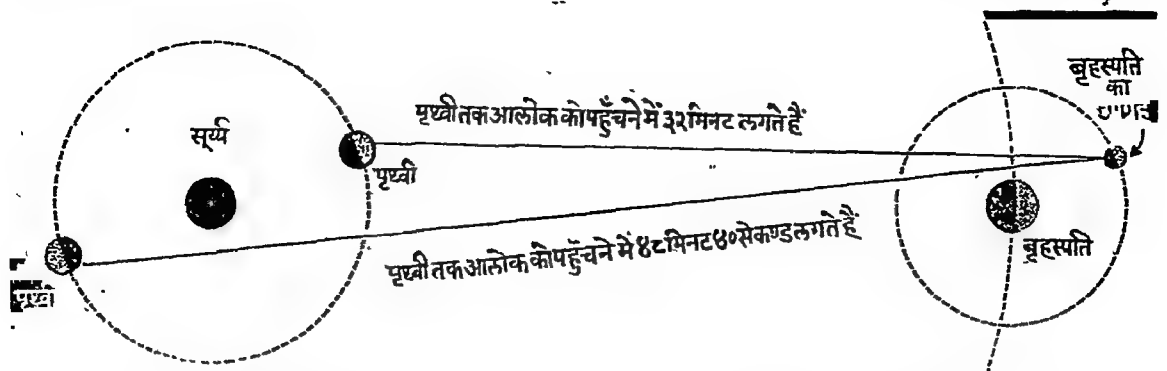 बृहस्पति
का
पृथ्वी तक आलोक को पहुँचने में ३२ मिनट लगते हैं
सूर्य्य
पृथ्वी
पृथ्वी तक आलोक को पहुँचने में ४८ मिनट ४० सेकण्ड लगते हैं
बृहस्पति
पृथ्वी